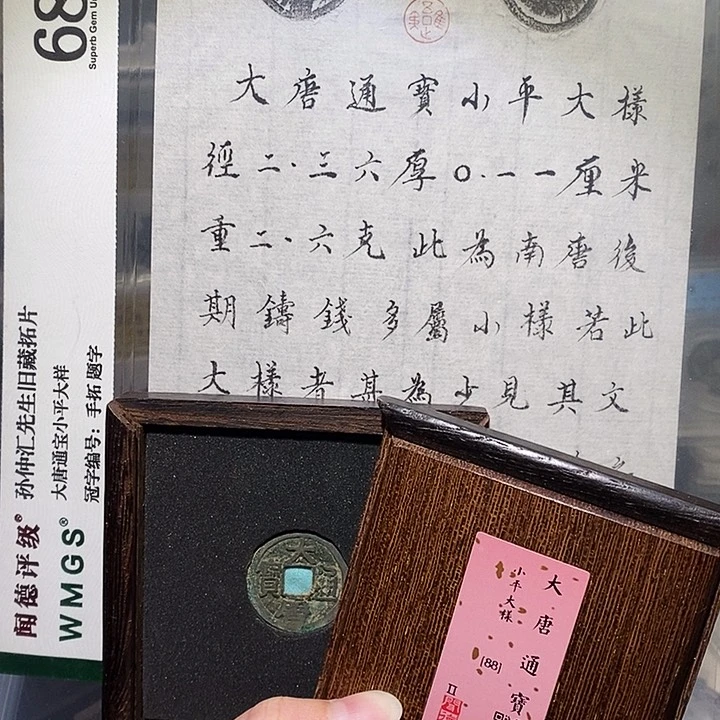 大唐通寶小平大樣
徑二·三六厚0.一一厘米
重二·六克此為南唐後
期鑄錢多屬小樣若此
大樣者甚為少見其文
68
Superb Gem Un
孙仲汇先生旧藏拓片
大唐通宝小平大样
冠字编号：手拓 题字
闻德评级®
WMGS®
大唐通寶
小平大樣
[88]
II